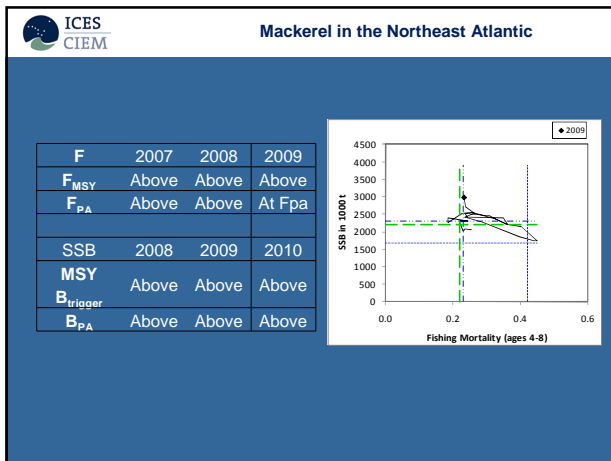 ICES
CIEM
Mackerel in the Northeast Atlantic
F 2007 2008 2009
FMSY Above Above Above
FPA Above Above At Fpa
SSB 2008 2009 2010
MSY
Btrigger Above Above Above
BPA Above Above Above
2009
SSB in 1000 t
4500
4000
3500
3000
2500
2000
1500
1000
500
0
0.0 0.2 0.4 0.6
Fishing Mortality (ages 4-8)